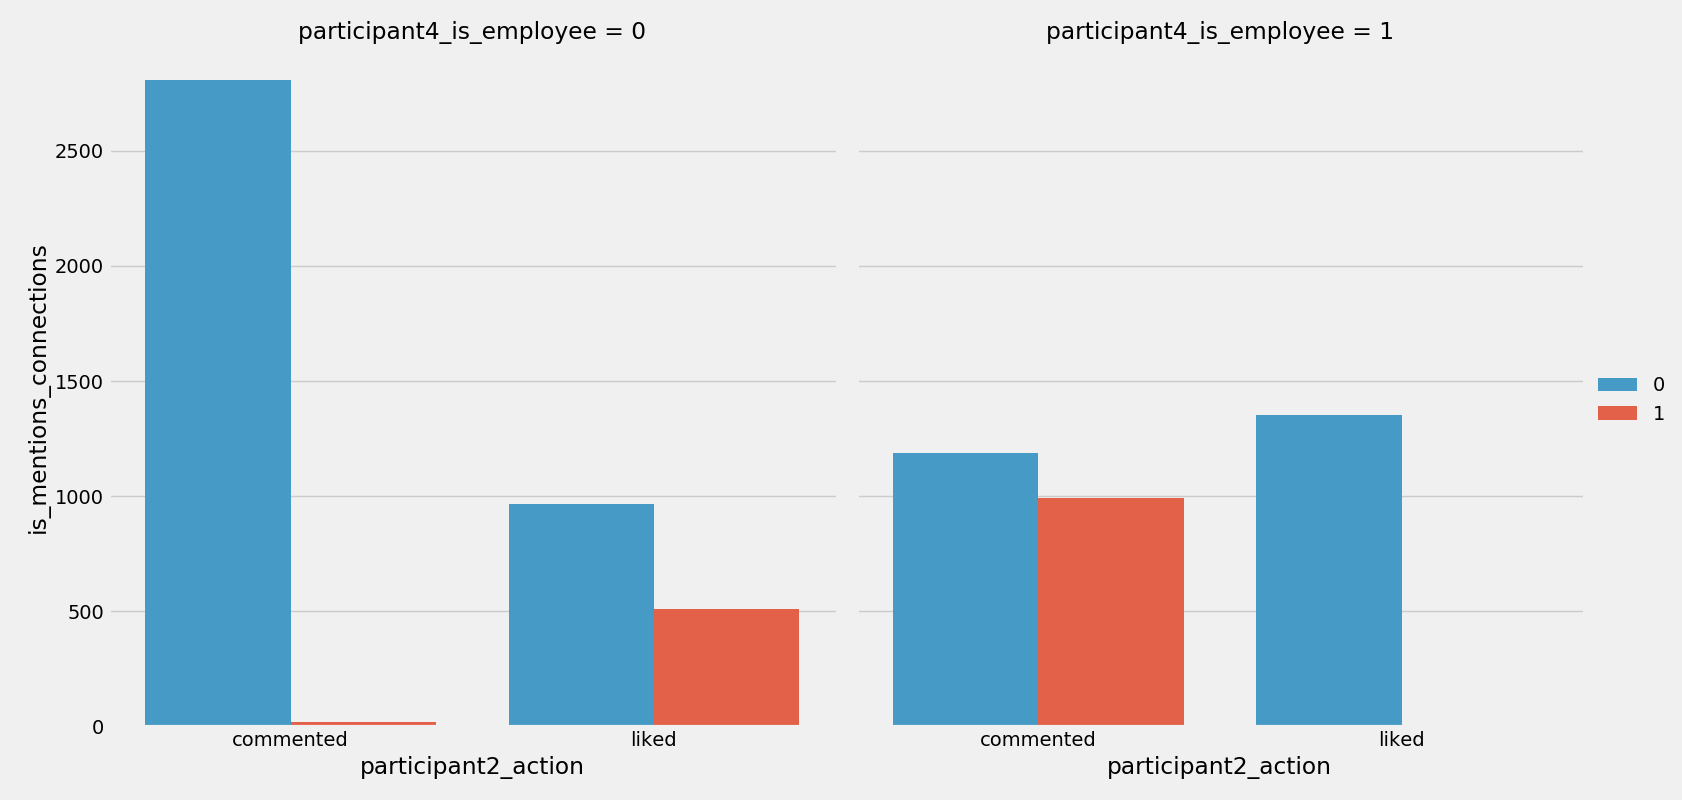 participant4_is_employee = 0
participant4_is_employee = 1
is_mentions_connections
2500
2000
1500
1000
500
0
commented
liked
commented
liked
participant2_action
participant2_action
0
1